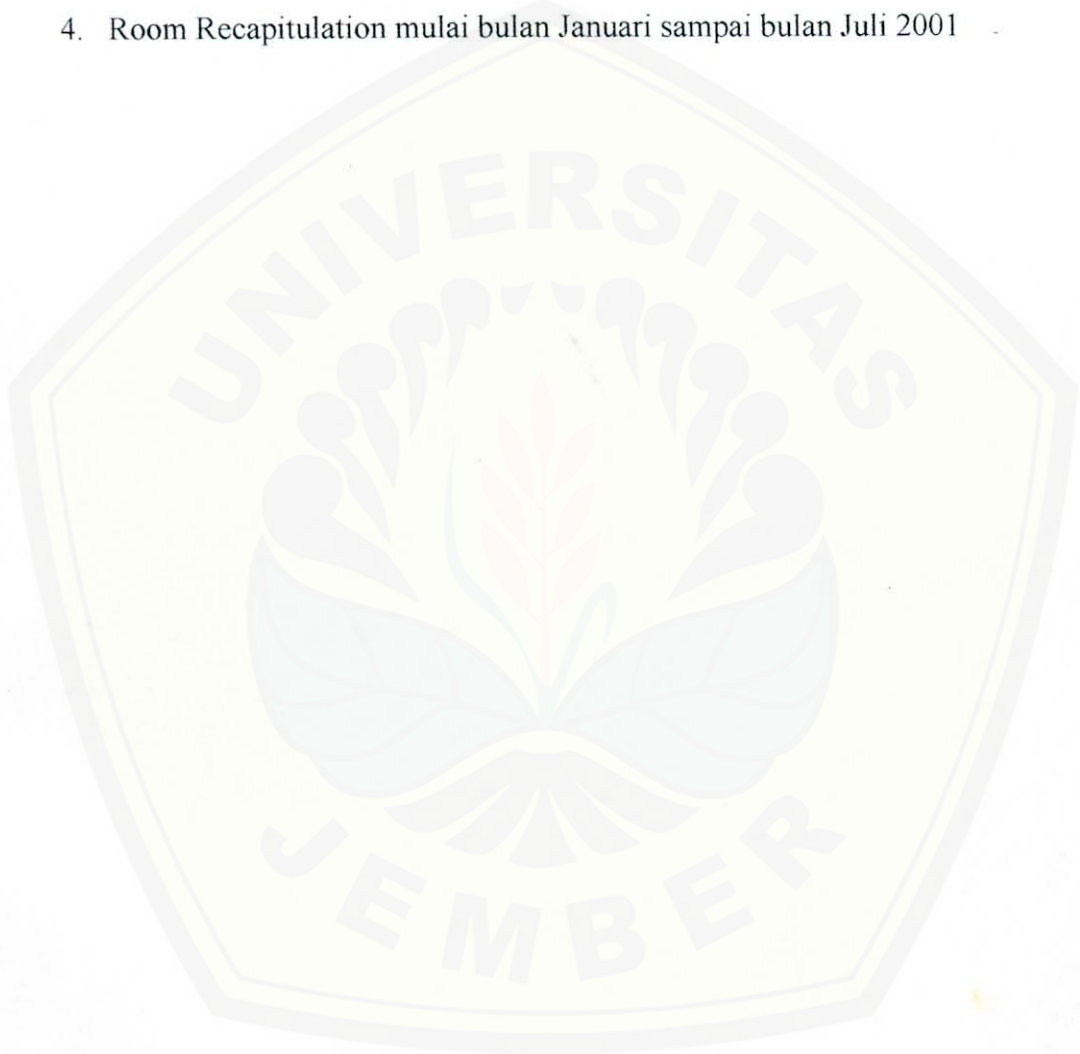 4. Room Recapitulation mulai bulan Januari sampai bulan Juli 2001
UNIVERSITAS
JEMBER